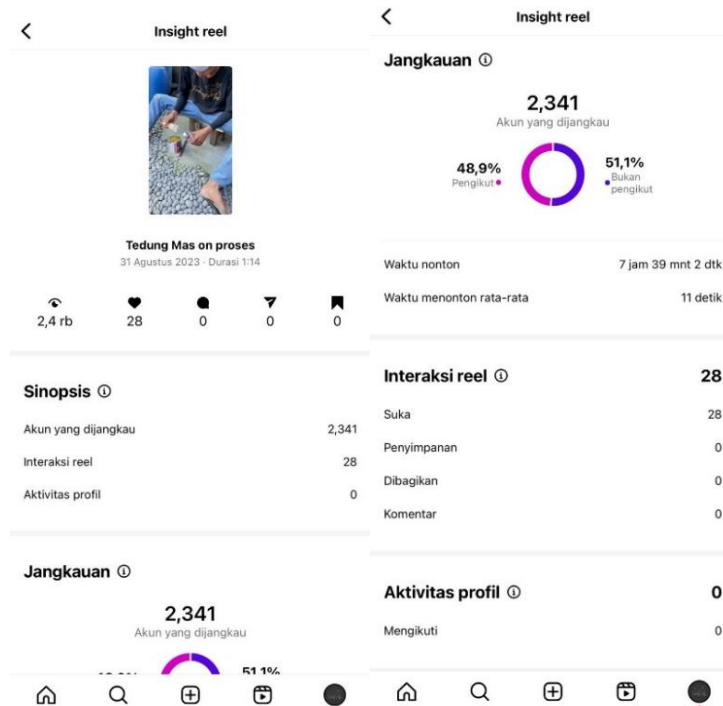 Insight reel
Tedung Mas on proses
31 Agustus 2023 · Durasi 1:14
2,4 rb 28 0 0 0
Sinopsis
Akun yang dijangkau 2,341
Interaksi reel 28
Aktivitas profil 0
Jangkauan
2,341
Akun yang dijangkau
51,1%
Insight reel
Jangkauan
2,341
Akun yang dijangkau
48,9%
Pengikut
51,1%
Bukan
pengikut
Waktu nonton 7 jam 39 mnt 2 dtk
Waktu menonton rata-rata 11 detik
Interaksi reel 28
Suka 28
Penyimpanan 0
Dibagikan 0
Komentar 0
Aktivitas profil 0
Mengikuti 0